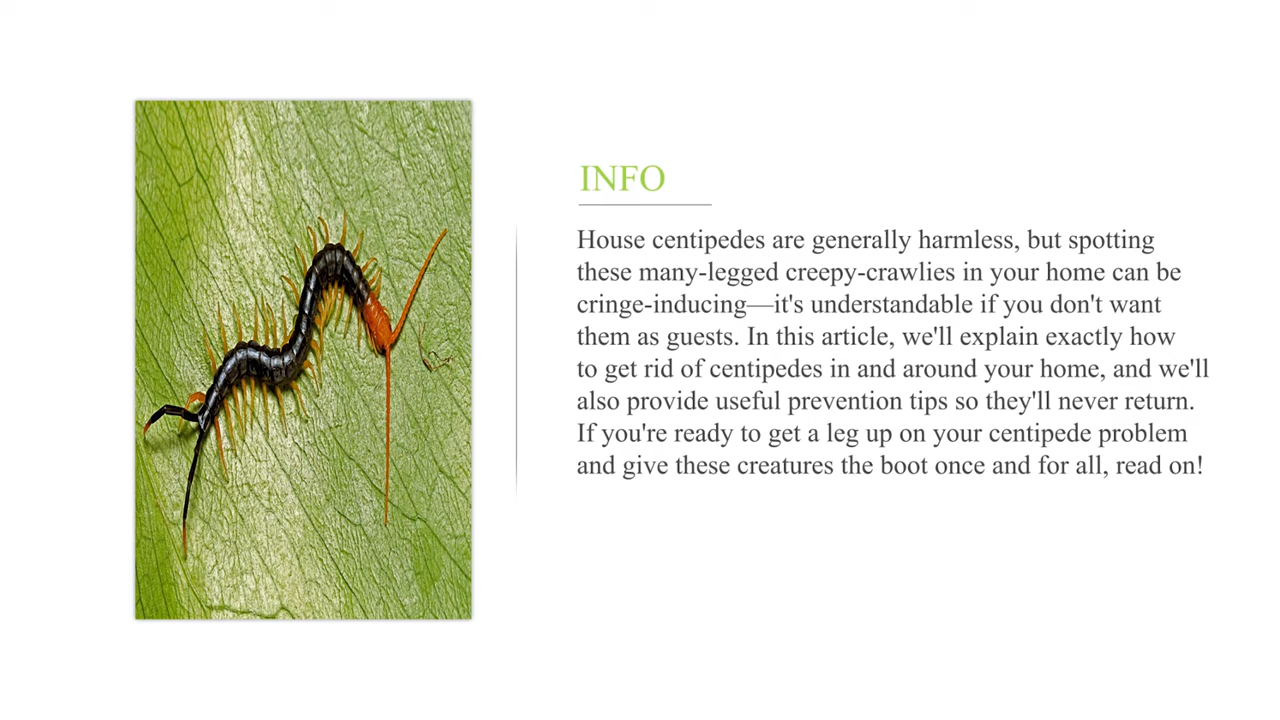 INFO
House centipedes are generally harmless, but spotting
these many-legged creepy-crawlies in your home can be
cringe-inducing—it's understandable if you don't want
them as guests. In this article, we'll explain exactly how
to get rid of centipedes in and around your home, and we'll
also provide useful prevention tips so they'll never return.
If you're ready to get a leg up on your centipede problem
and give these creatures the boot once and for all, read on!